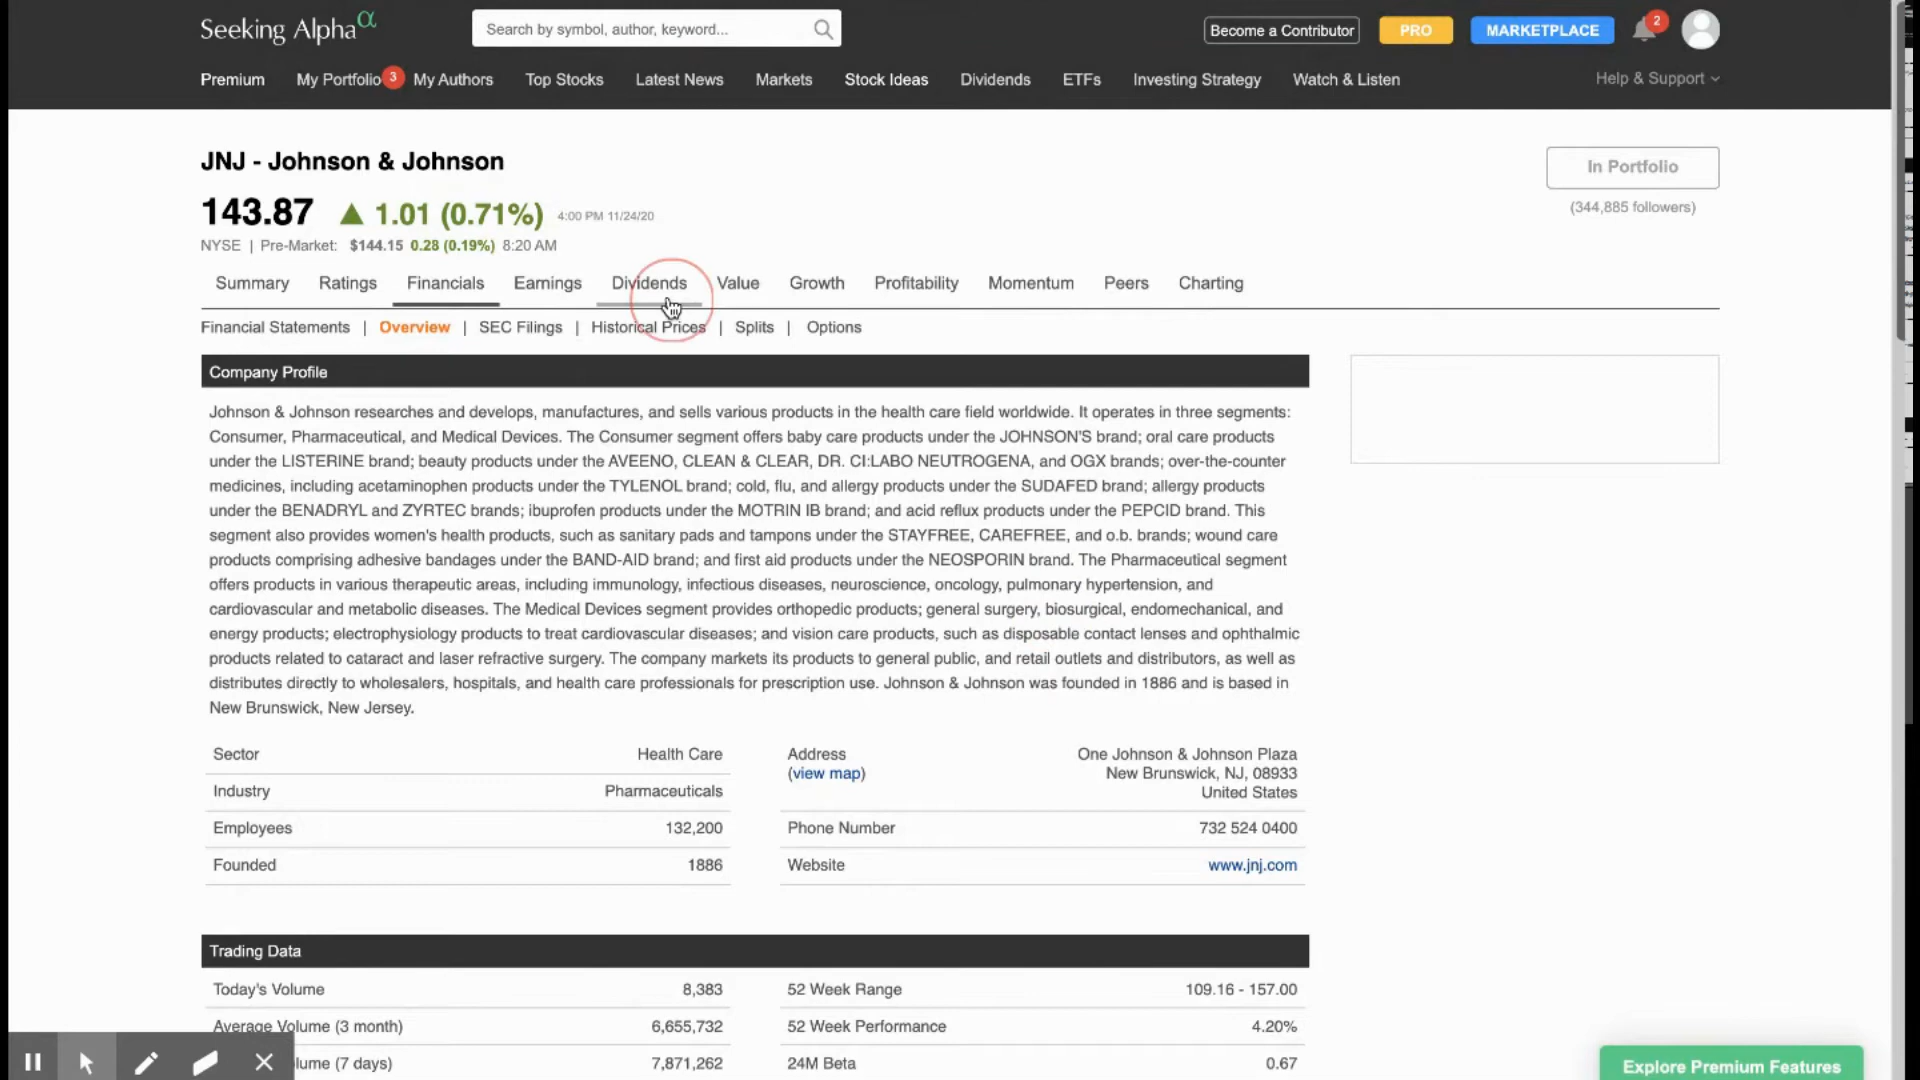 Seeking Alpha α
Search by symbol, author, keyword...
Become a Contributor
PRO
MARKETPLACE
2
Premium
My Portfolio 3
My Authors
Top Stocks
Latest News
Markets
Stock Ideas
Dividends
ETFs
Investing Strategy
Watch & Listen
Help & Support
JNJ - Johnson & Johnson
In Portfolio
143.87 ▲ 1.01 (0.71%) 4:00 PM 11/24/20
(344,885 followers)
NYSE | Pre-Market: $144.15 0.28 (0.19%) 8:20 AM
Summary
Ratings
Financials
Earnings
Dividends
Value
Growth
Profitability
Momentum
Peers
Charting
Financial Statements | Overview | SEC Filings | Historical Prices | Splits | Options
Company Profile
Johnson & Johnson researches and develops, manufactures, and sells various products in the health care field worldwide. It operates in three segments:
Consumer, Pharmaceutical, and Medical Devices. The Consumer segment offers baby care products under the JOHNSON'S brand; oral care products
under the LISTERINE brand; beauty products under the AVEENO, CLEAN & CLEAR, DR. CI:LABO NEUTROGENA, and OGX brands; over-the-counter
medicines, including acetaminophen products under the TYLENOL brand; cold, flu, and allergy products under the SUDAFED brand; allergy products
under the BENADRYL and ZYRTEC brands; ibuprofen products under the MOTRIN IB brand; and acid reflux products under the PEPCID brand. This
segment also provides women's health products, such as sanitary pads and tampons under the STAYFREE, CAREFREE, and o.b. brands; wound care
products comprising adhesive bandages under the BAND-AID brand; and first aid products under the NEOSPORIN brand. The Pharmaceutical segment
offers products in various therapeutic areas, including immunology, infectious diseases, neuroscience, oncology, pulmonary hypertension, and
cardiovascular and metabolic diseases. The Medical Devices segment provides orthopedic products; general surgery, biosurgical, endomechanical, and
energy products; electrophysiology products to treat cardiovascular diseases; and vision care products, such as disposable contact lenses and ophthalmic
products related to cataract and laser refractive surgery. The company markets its products to general public, and retail outlets and distributors, as well as
distributes directly to wholesalers, hospitals, and health care professionals for prescription use. Johnson & Johnson was founded in 1886 and is based in
New Brunswick, New Jersey.
Sector Health Care
Industry Pharmaceuticals
Employees 132,200
Founded 1886
Address One Johnson & Johnson Plaza
(view map) New Brunswick, NJ, 08933
United States
Phone Number 732 524 0400
Website www.jnj.com
Trading Data
Today's Volume 8,383
Average Volume (3 month) 6,655,732
lume (7 days) 7,871,262
52 Week Range 109.16 - 157.00
52 Week Performance 4.20%
24M Beta 0.67
Explore Premium Features